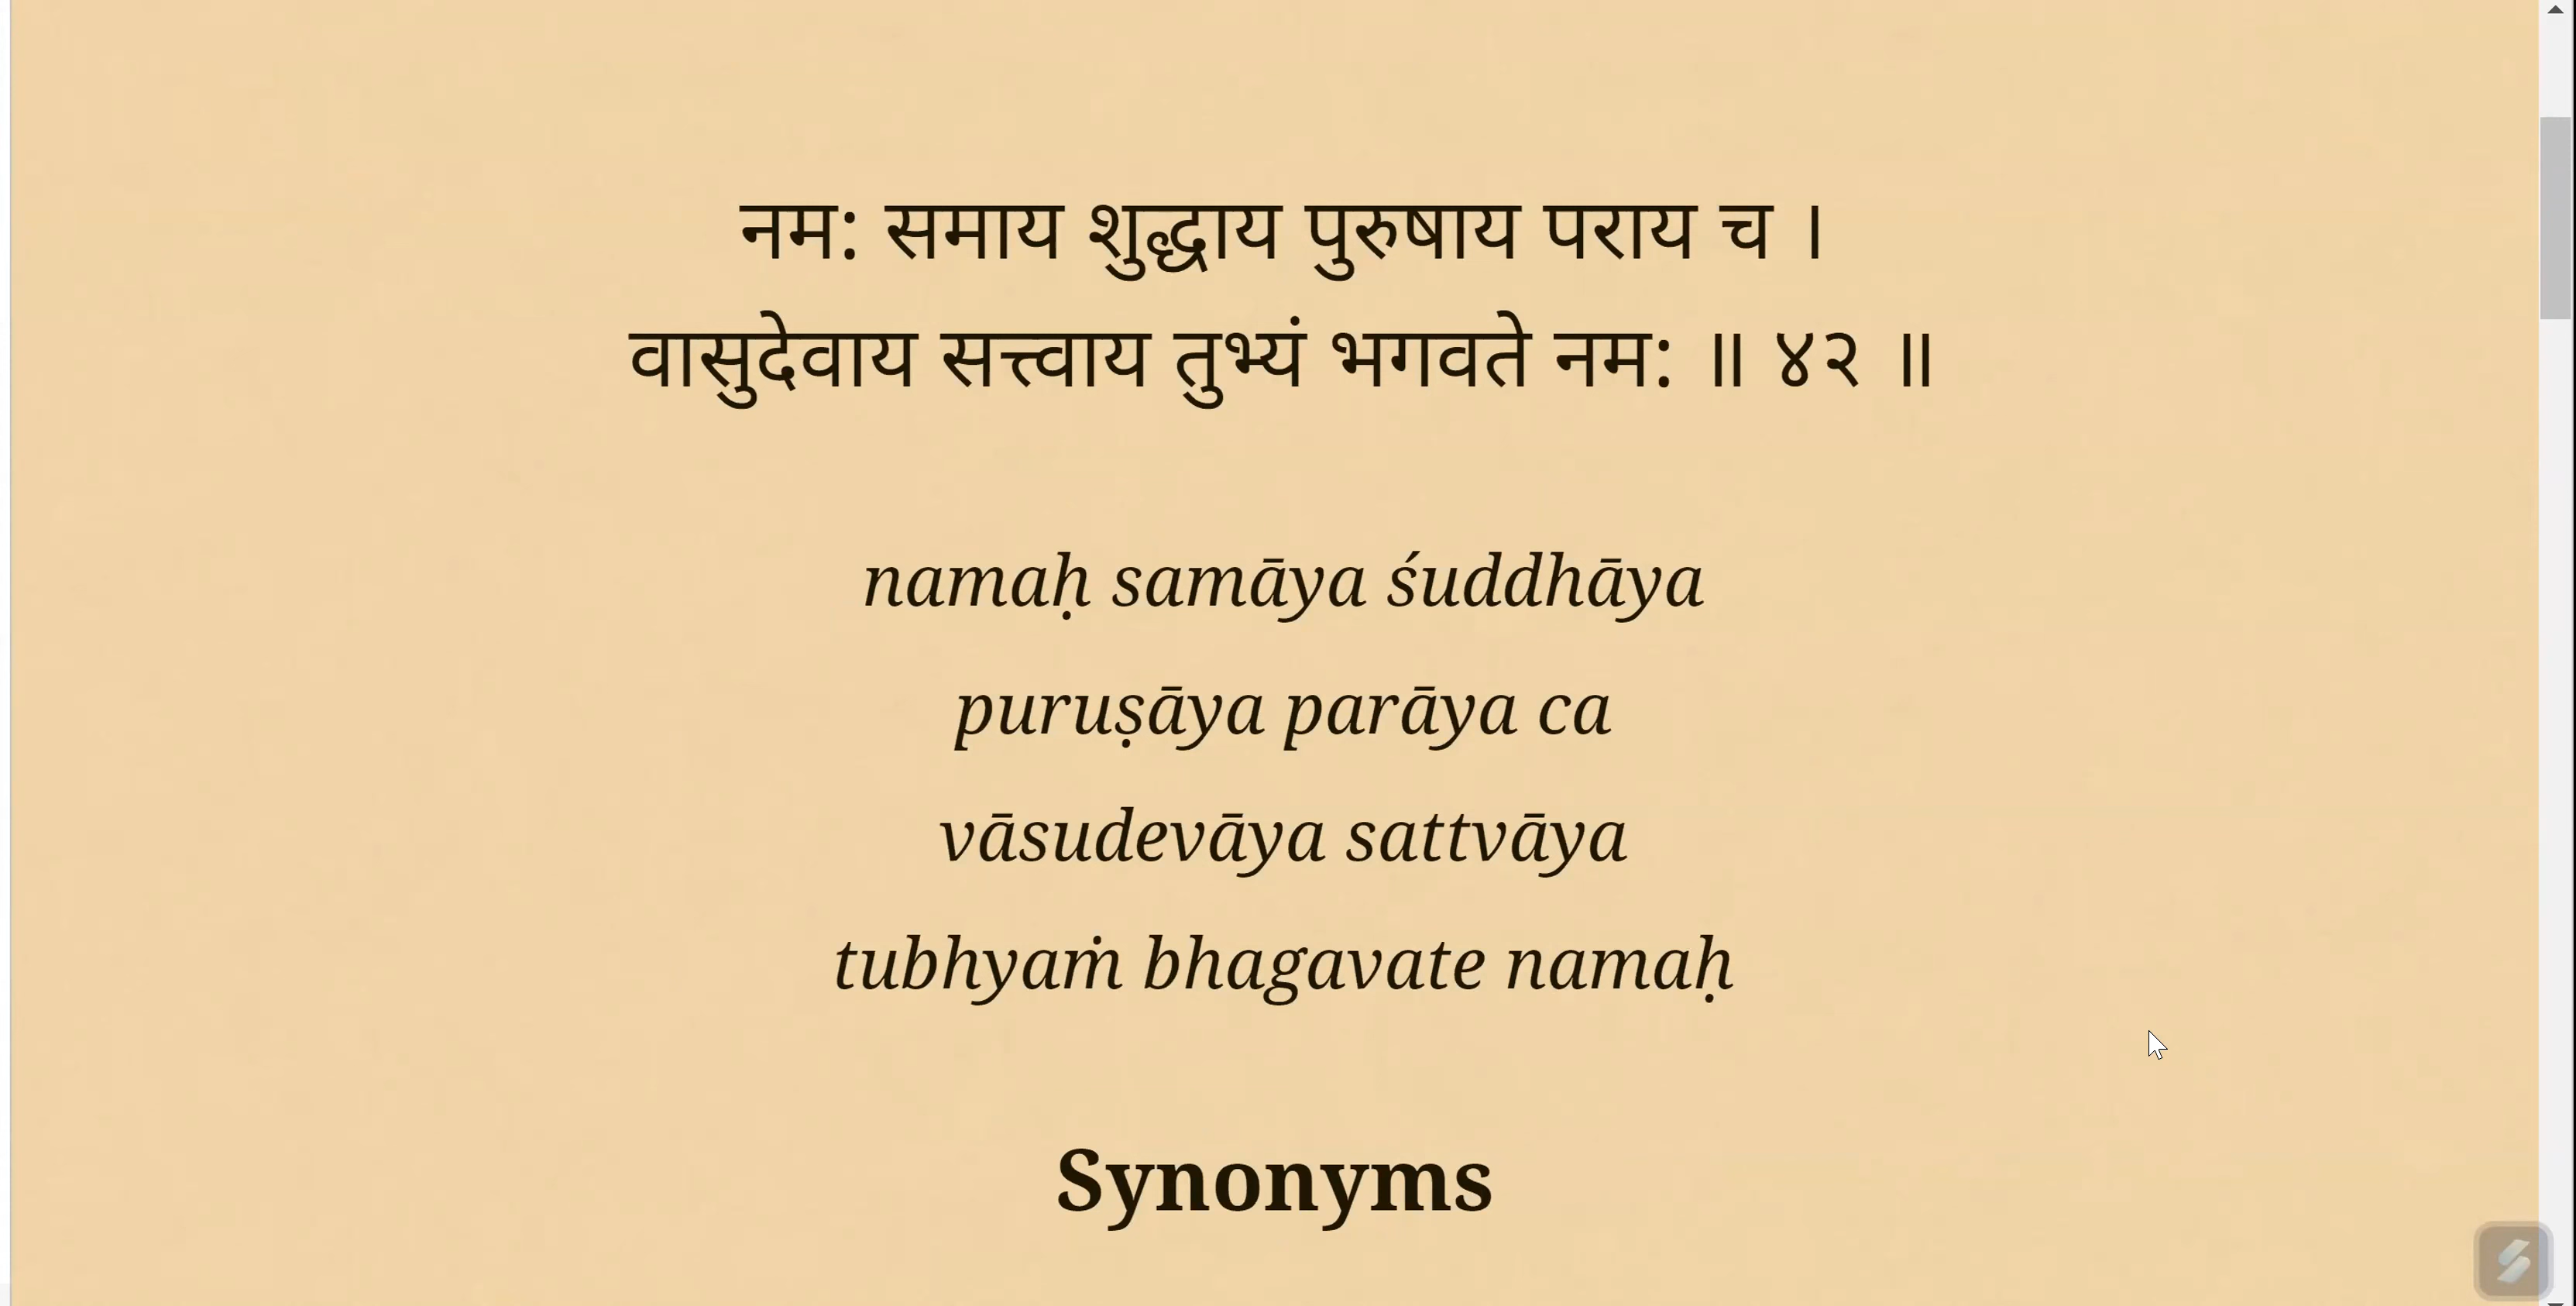 नम: समाय शुद्धाय पुरुषाय पराय च ।
वासुदेवाय सत्त्वाय तुभ्यं भगवते नम: ॥ ४२ ॥
namaḥ samāya śuddhāya
puruṣāya parāya ca
vāsudevāya sattvāya
tubhyaṁ bhagavate namaḥ
Synonyms